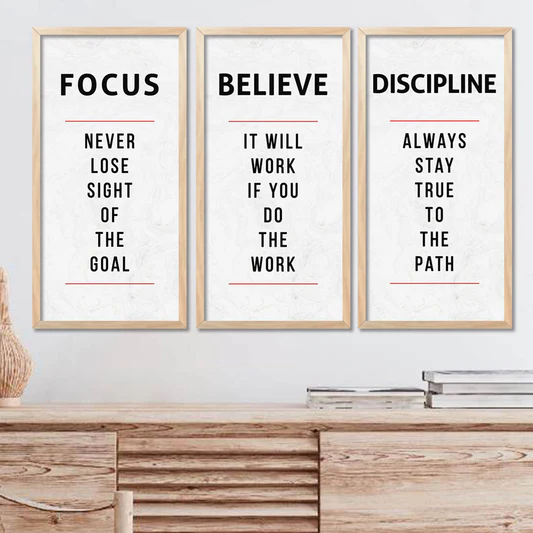 FOCUS
NEVER
LOSE
SIGHT
OF
THE
GOAL
BELIEVE
IT WILL
WORK
IF YOU
DO
THE
WORK
DISCIPLINE
ALWAYS
STAY
TRUE
TO
THE
PATH